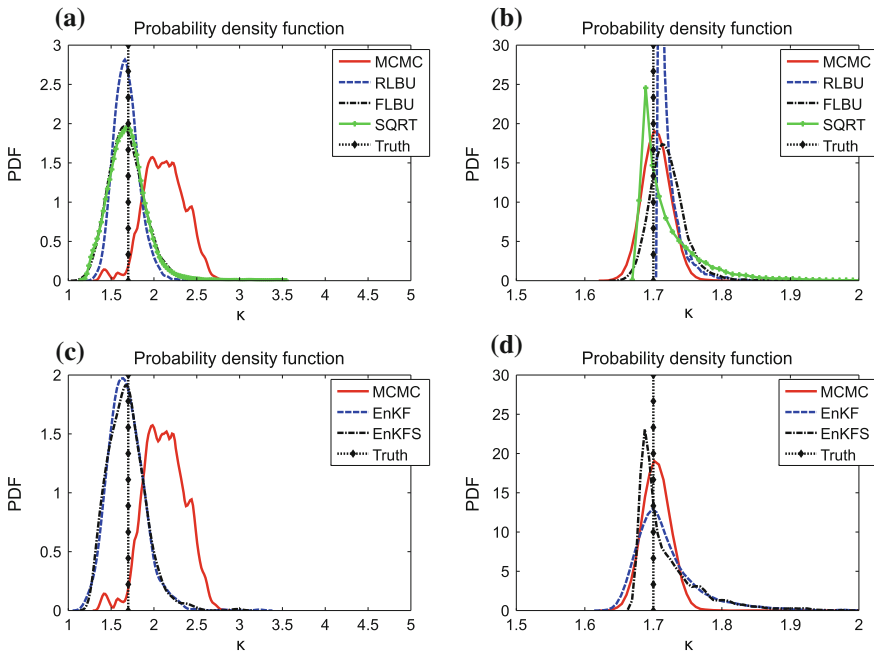 (a)
Probability density function
3
2.5
2
1.5
1
0.5
0
PDF
1 1.5 2 2.5 3 3.5 4 4.5 5
κ
MCMC
RLBU
FLBU
SQRT
Truth
(b)
Probability density function
30
25
20
15
10
5
0
PDF
1.5 1.6 1.7 1.8 1.9 2
κ
MCMC
RLBU
FLBU
SQRT
Truth
(c)
Probability density function
2
1.5
1
0.5
0
PDF
1 1.5 2 2.5 3 3.5 4 4.5 5
κ
MCMC
EnKF
EnKFS
Truth
(d)
Probability density function
30
25
20
15
10
5
0
PDF
1.5 1.6 1.7 1.8 1.9 2
κ
MCMC
EnKF
EnKFS
Truth